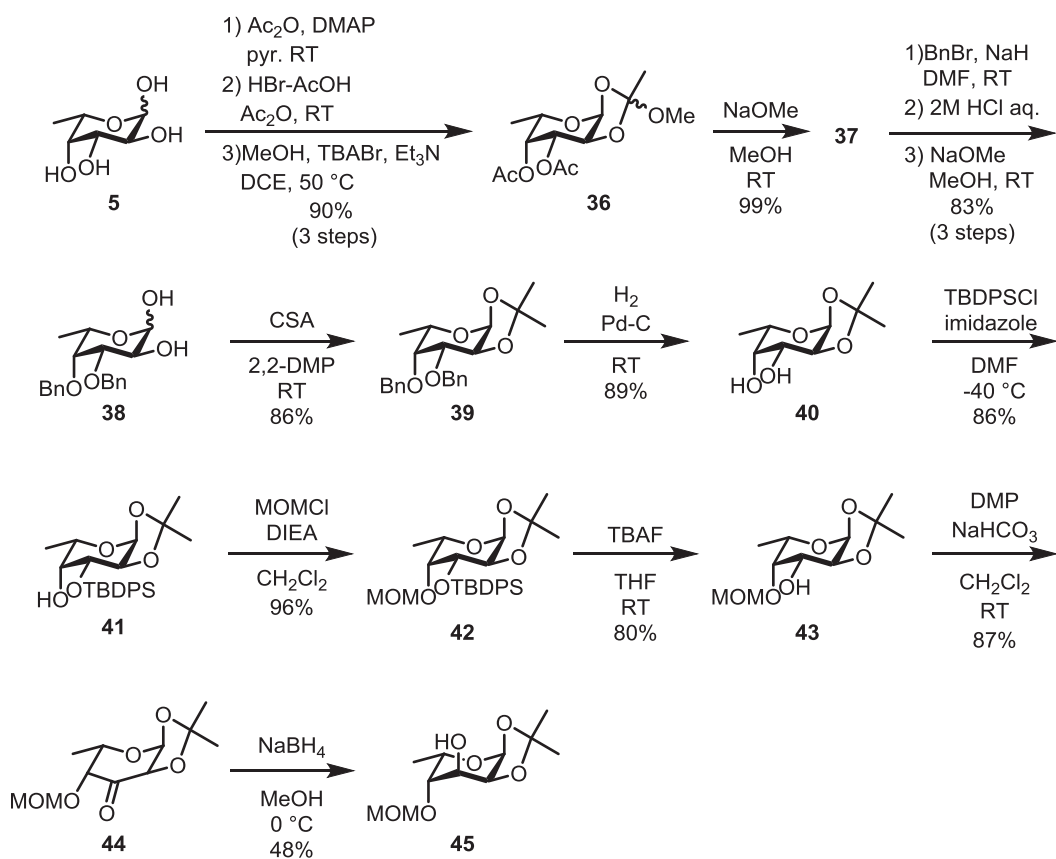 1) Ac2O, DMAP
pyr. RT
2) HBr-AcOH
Ac2O, RT
3)MeOH, TBABr, Et3N
DCE, 50 °C
90%
(3 steps)
OH
O
OH
OH
HO
5
O
O
OMe
O
OAc
AcO
36
NaOMe
MeOH
RT
99%
37
1)BnBr, NaH
DMF, RT
2) 2M HCl aq.
3) NaOMe
MeOH, RT
83%
(3 steps)
OH
O
OH
OBn
BnO
38
CSA
2,2-DMP
RT
86%
O
O
O
OBn
BnO
39
H2
Pd-C
RT
89%
O
O
O
OH
HO
40
TBDPSCl
imidazole
DMF
-40 °C
86%
O
O
O
OTBDPS
HO
41
MOMCl
DIEA
CH2Cl2
96%
O
O
O
OTBDPS
MOMO
42
TBAF
THF
RT
80%
O
O
O
OH
MOMO
43
DMP
NaHCO3
CH2Cl2
RT
87%
O
O
O
MOMO
O
44
NaBH4
MeOH
0 °C
48%
O
HO
O
O
MOMO
45